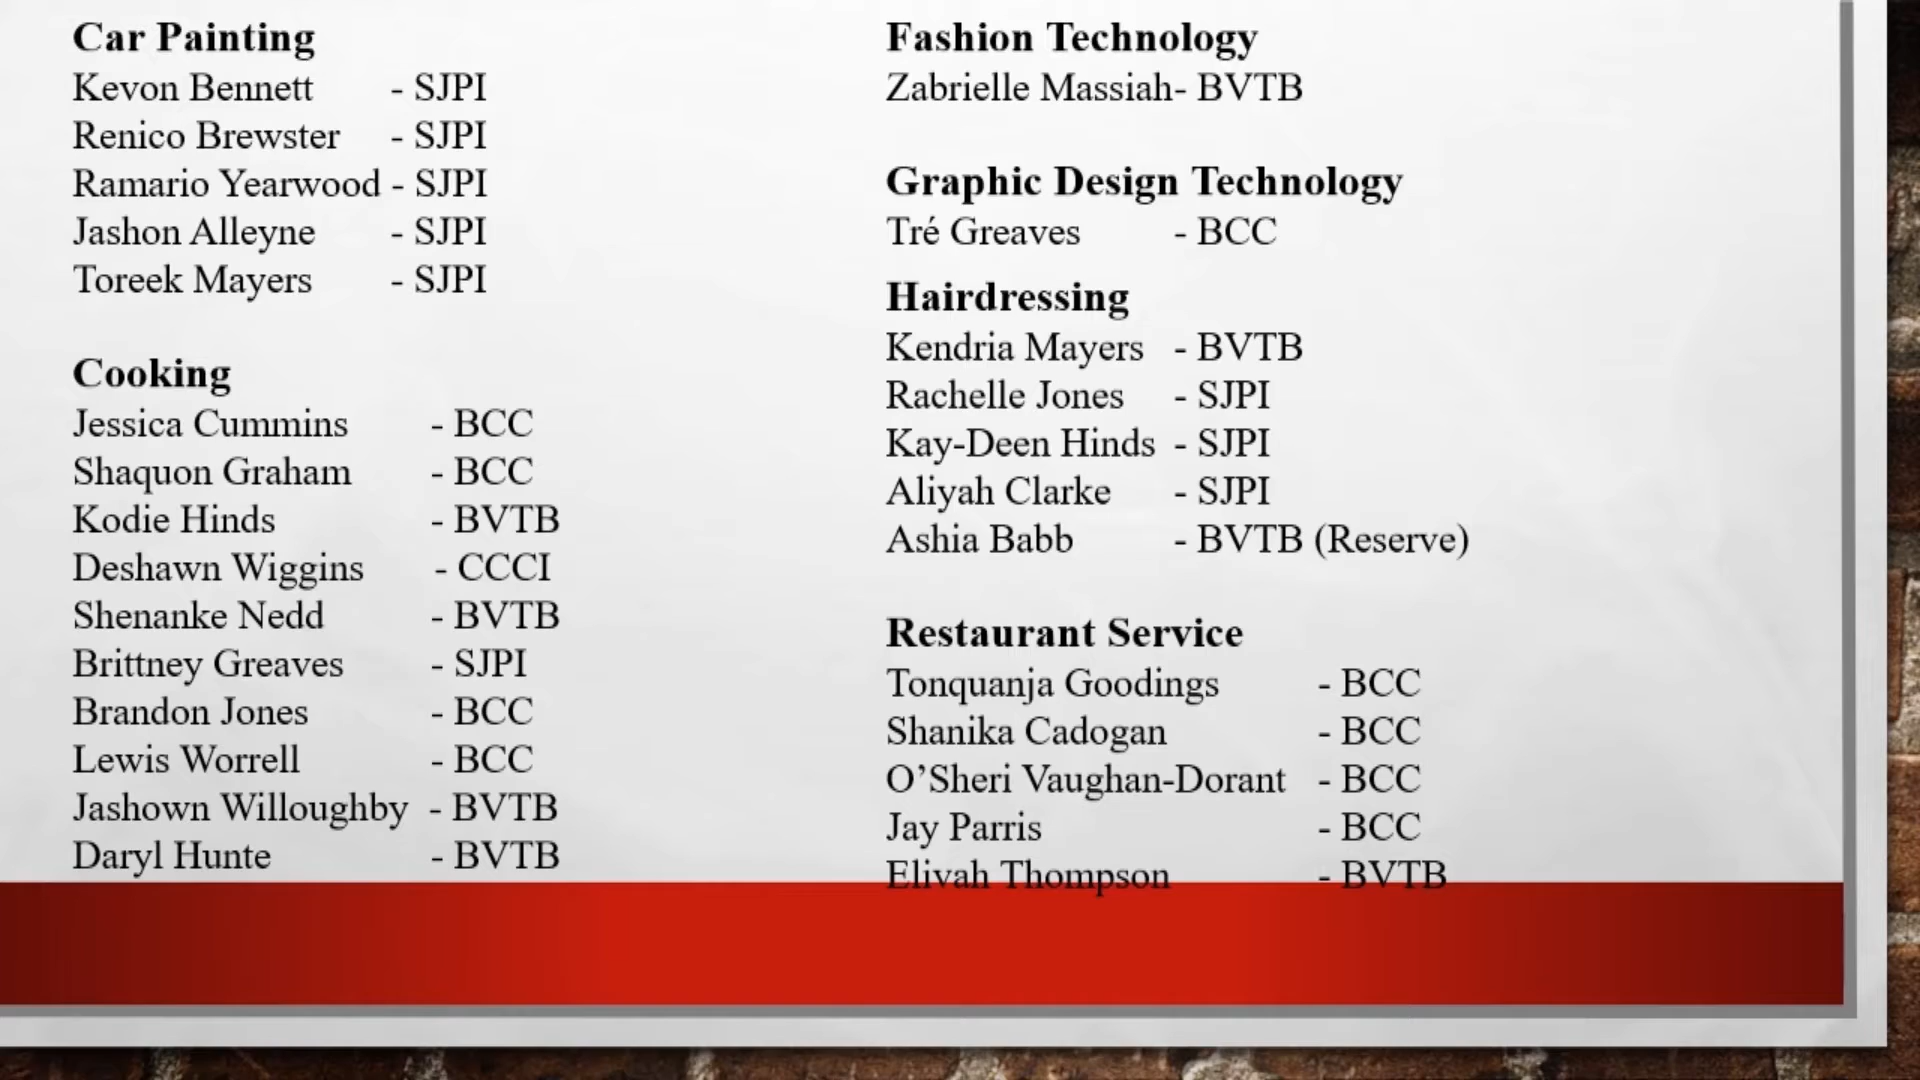 Car Painting
Kevon Bennett - SJPI
Renico Brewster - SJPI
Ramario Yearwood - SJPI
Jashon Alleyne - SJPI
Toreek Mayers - SJPI
Cooking
Jessica Cummins - BCC
Shaquon Graham - BCC
Kodie Hinds - BVTB
Deshawn Wiggins - CCCI
Shenanke Nedd - BVTB
Brittney Greaves - SJPI
Brandon Jones - BCC
Lewis Worrell - BCC
Jashown Willoughby - BVTB
Daryl Hunte - BVTB
Fashion Technology
Zabrielle Massiah- BVTB
Graphic Design Technology
Tré Greaves - BCC
Hairdressing
Kendria Mayers - BVTB
Rachelle Jones - SJPI
Kay-Deen Hinds - SJPI
Aliyah Clarke - SJPI
Ashia Babb - BVTB (Reserve)
Restaurant Service
Tonquanja Goodings - BCC
Shanika Cadogan - BCC
O’Sheri Vaughan-Dorant - BCC
Jay Parris - BCC
Thompson - BVTB